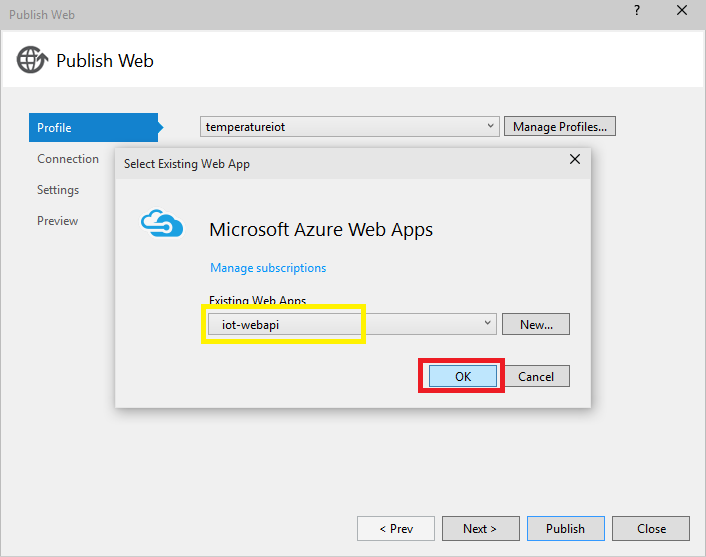 Publish Web
?
Publish Web
Profile
temperatureiot
Manage Profiles...
Connection
Settings
Preview
Select Existing Web App
Microsoft Azure Web Apps
Manage subscriptions
Existing Web Apps
iot-webapi
New...
OK
Cancel
< Prev
Next >
Publish
Close